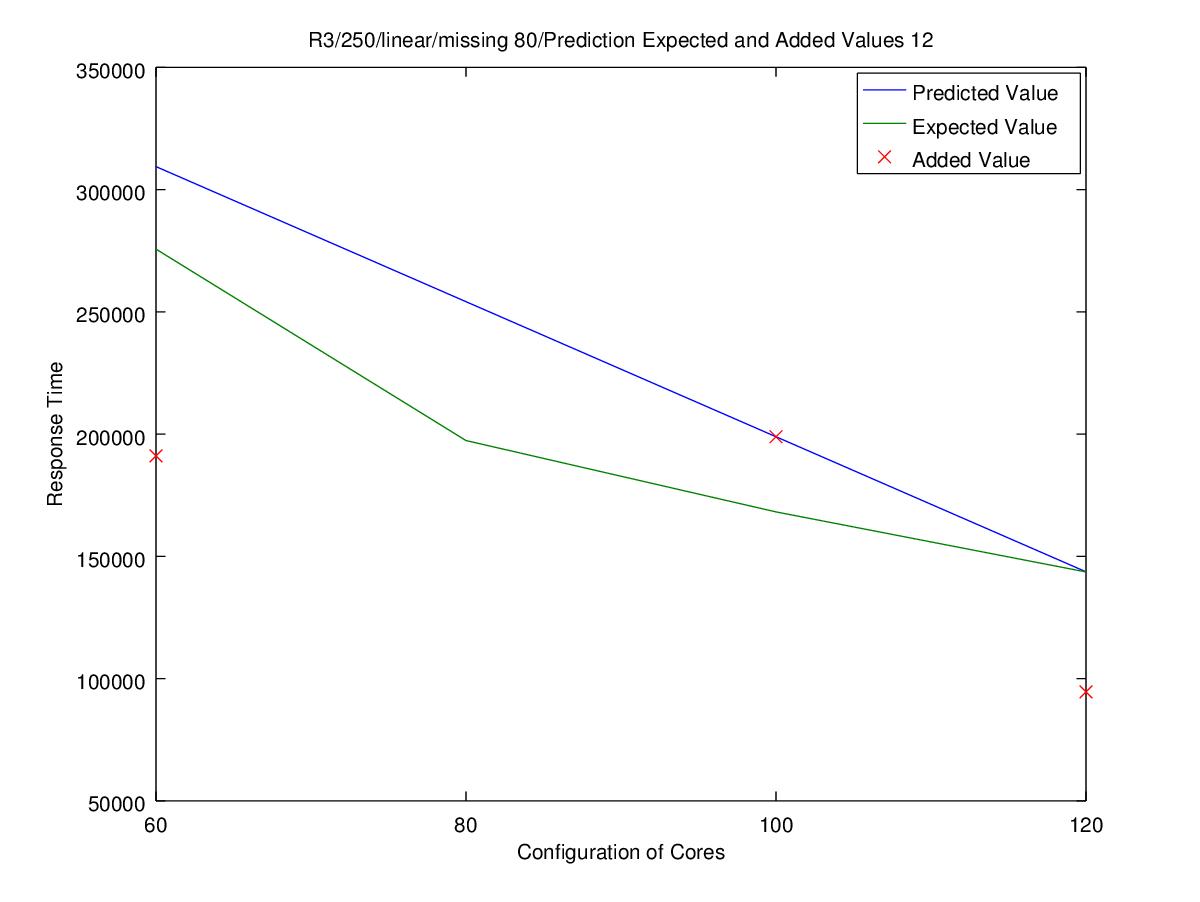 R3/250/linear/missing 80/Prediction Expected and Added Values 12
350000
300000
250000
200000
150000
100000
50000
60
80
100
120
Response Time
Configuration of Cores
Predicted Value
Expected Value
Added Value